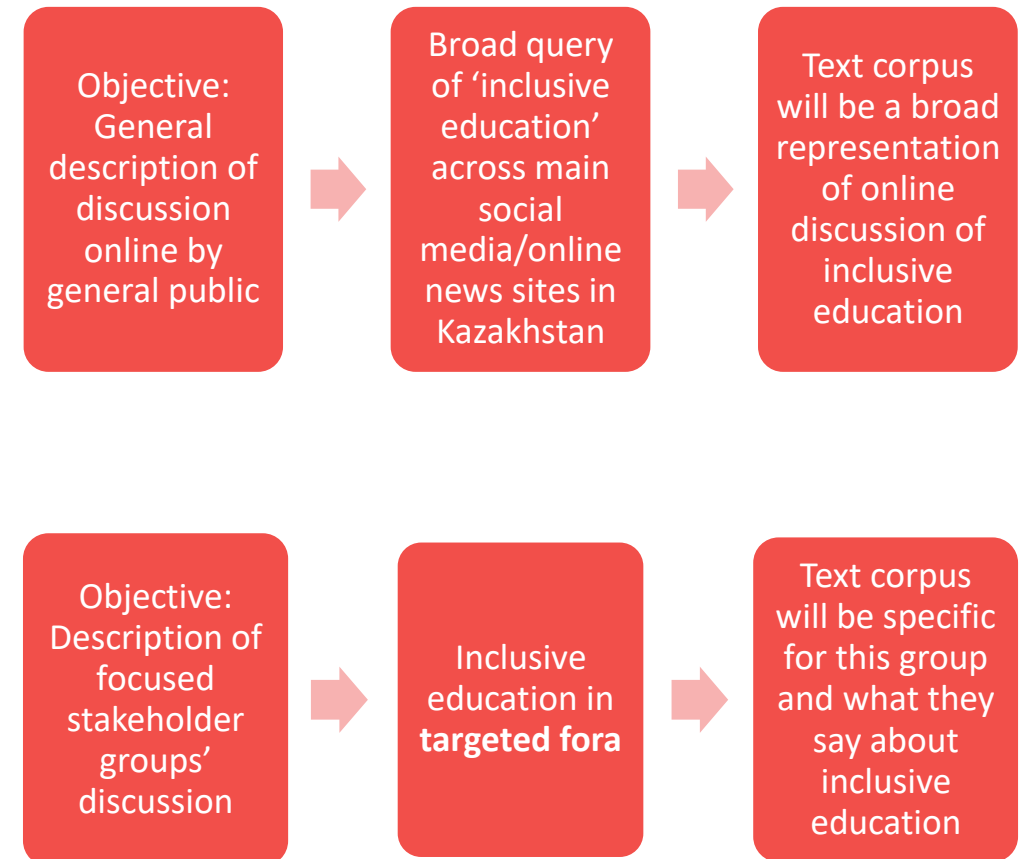 Objective:
General
description of
discussion
online by
general public
Broad query
of ‘inclusive
education’
across main
social
media/online
news sites in
Kazakhstan
Text corpus
will be a broad
representation
of online
discussion of
inclusive
education
Objective:
Description of
focused
stakeholder
groups’
discussion
Inclusive
education in
targeted fora
Text corpus
will be specific
for this group
and what they
say about
inclusive
education